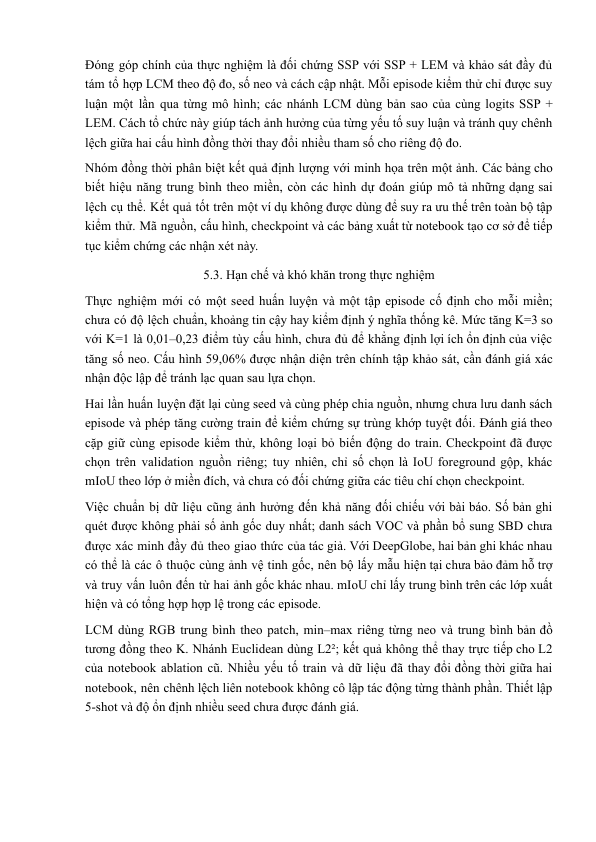 Đóng góp chính của thực nghiệm là đối chứng SSP với SSP + LEM và khảo sát đầy đủ
tám tổ hợp LCM theo độ đo, số neo và cách cập nhật. Mỗi episode kiểm thử chỉ được suy
luận một lần qua từng mô hình; các nhánh LCM dùng bản sao của cùng logits SSP +
LEM. Cách tổ chức này giúp tách ảnh hưởng của từng yếu tố suy luận và tránh quy chênh
lệch giữa hai cấu hình đồng thời thay đổi nhiều tham số cho riêng độ đo.
Nhóm đồng thời phân biệt kết quả định lượng với minh họa trên một ảnh. Các bảng cho
biết hiệu năng trung bình theo miền, còn các hình dự đoán giúp mô tả những dạng sai
lệch cụ thể. Kết quả tốt trên một ví dụ không được dùng để suy ra ưu thế trên toàn bộ tập
kiểm thử. Mã nguồn, cấu hình, checkpoint và các bảng xuất từ notebook tạo cơ sở để tiếp
tục kiểm chứng các nhận xét này.
5.3. Hạn chế và khó khăn trong thực nghiệm
Thực nghiệm mới có một seed huấn luyện và một tập episode cố định cho mỗi miền;
chưa có độ lệch chuẩn, khoảng tin cậy hay kiểm định ý nghĩa thống kê. Mức tăng K=3 so
với K=1 là 0,01–0,23 điểm tùy cấu hình, chưa đủ để khẳng định lợi ích ổn định của việc
tăng số neo. Cấu hình 59,06% được nhận diện trên chính tập khảo sát, cần đánh giá xác
nhận độc lập để tránh lạc quan sau lựa chọn.
Hai lần huấn luyện đặt lại cùng seed và cùng phép chia nguồn, nhưng chưa lưu danh sách
episode và phép tăng cường train để kiểm chứng sự trùng khớp tuyệt đối. Đánh giá theo
cặp giữ cùng episode kiểm thử, không loại bỏ biến động do train. Checkpoint đã được
chọn trên validation nguồn riêng; tuy nhiên, chỉ số chọn là IoU foreground gộp, khác
mIoU theo lớp ở miền đích, và chưa có đối chứng giữa các tiêu chí chọn checkpoint.
Việc chuẩn bị dữ liệu cũng ảnh hưởng đến khả năng đối chiếu với bài báo. Số bản ghi
quét được không phải số ảnh gốc duy nhất; danh sách VOC và phần bổ sung SBD chưa
được xác minh đầy đủ theo giao thức của tác giả. Với DeepGlobe, hai bản ghi khác nhau
có thể là các ô thuộc cùng ảnh vệ tinh gốc, nên bộ lấy mẫu hiện tại chưa bảo đảm hỗ trợ
và truy vấn luôn đến từ hai ảnh gốc khác nhau. mIoU chỉ lấy trung bình trên các lớp xuất
hiện và có tổng hợp hợp lệ trong các episode.
LCM dùng RGB trung bình theo patch, min–max riêng từng neo và trung bình bản đồ
tương đồng theo K. Nhánh Euclidean dùng L2²; kết quả không thể thay trực tiếp cho L2
của notebook ablation cũ. Nhiều yếu tố train và dữ liệu đã thay đổi đồng thời giữa hai
notebook, nên chênh lệch liên notebook không cô lập tác động từng thành phần. Thiết lập
5-shot và độ ổn định nhiều seed chưa được đánh giá.